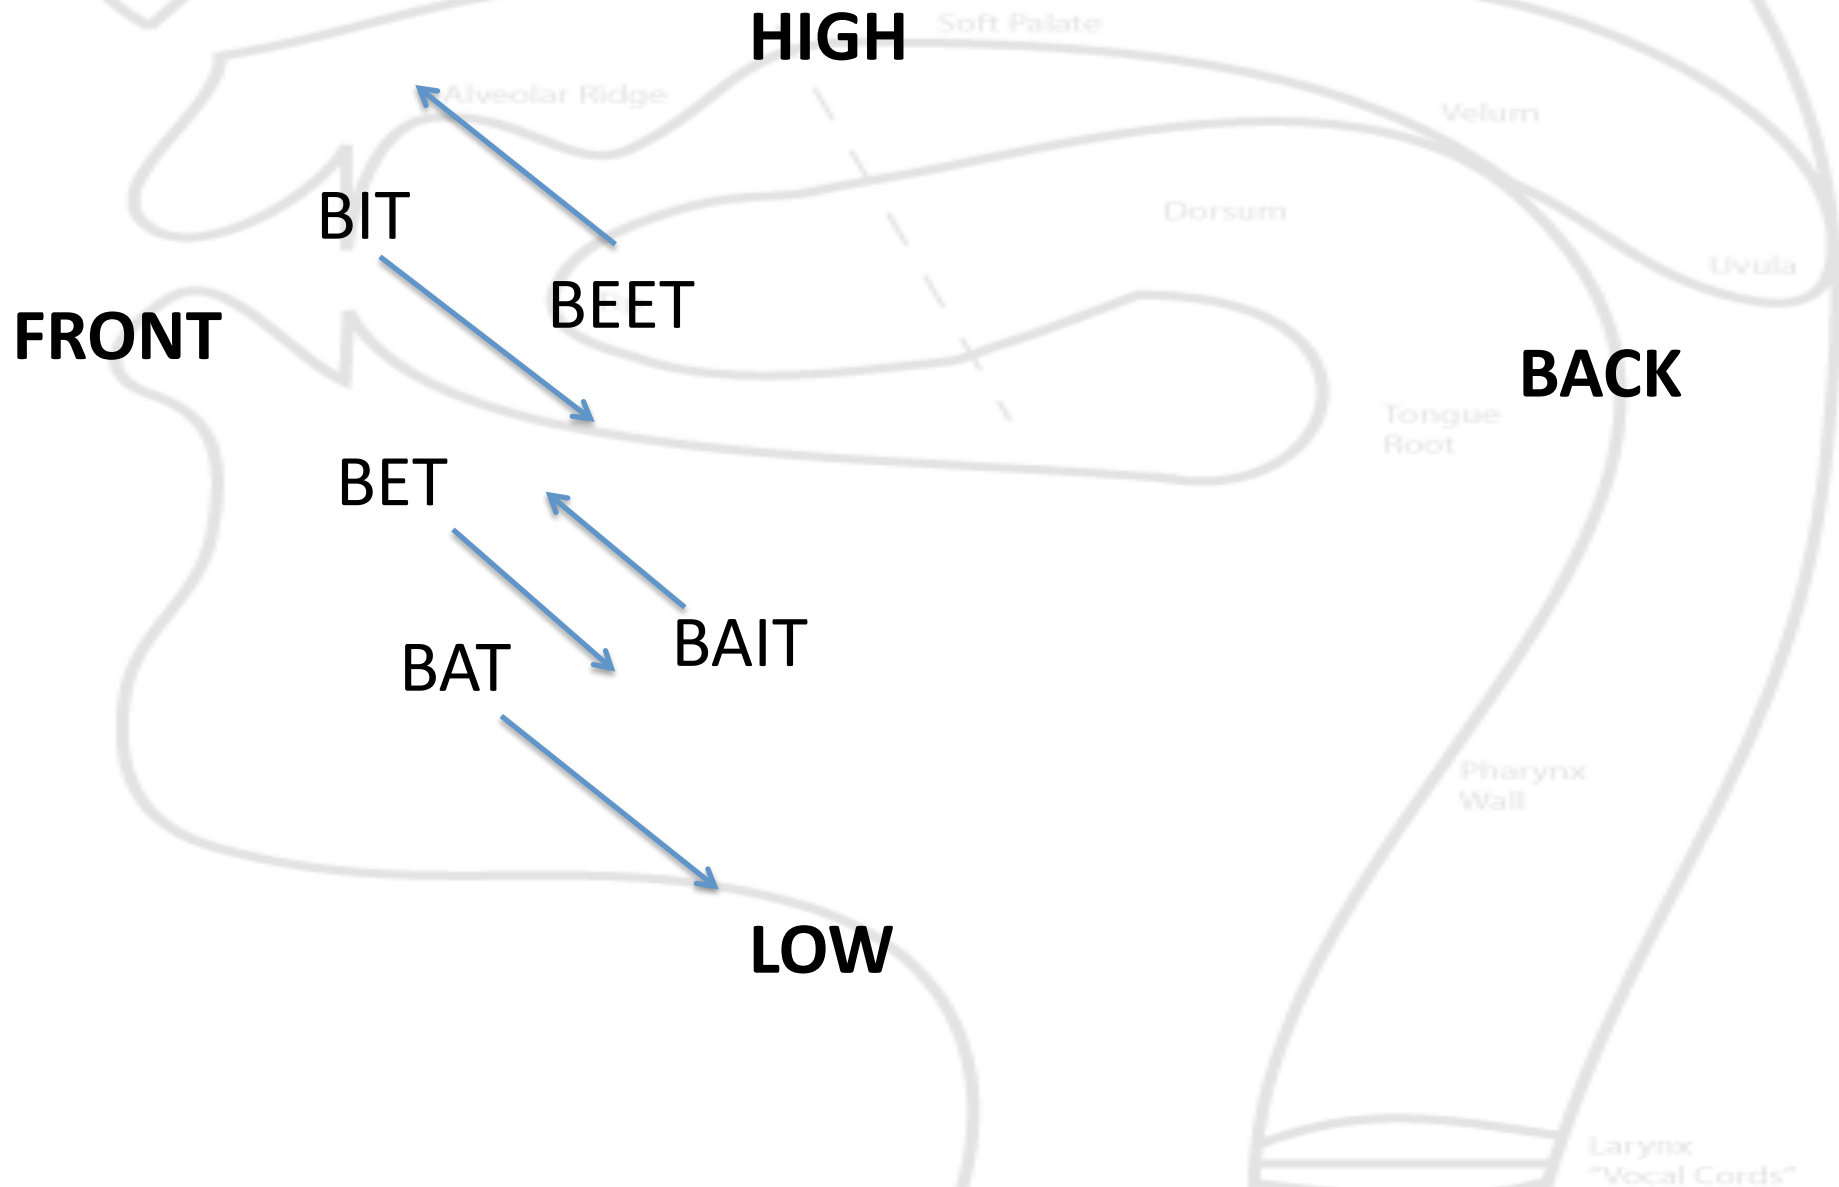 HIGH
Soft Palate
Alveolar Ridge
Velum
BIT
Dorsum
Uvula
BEET
FRONT
BACK
Tongue
Root
BET
BAIT
BAT
Pharynx
Wall
LOW
Larynx
"Vocal Cords"